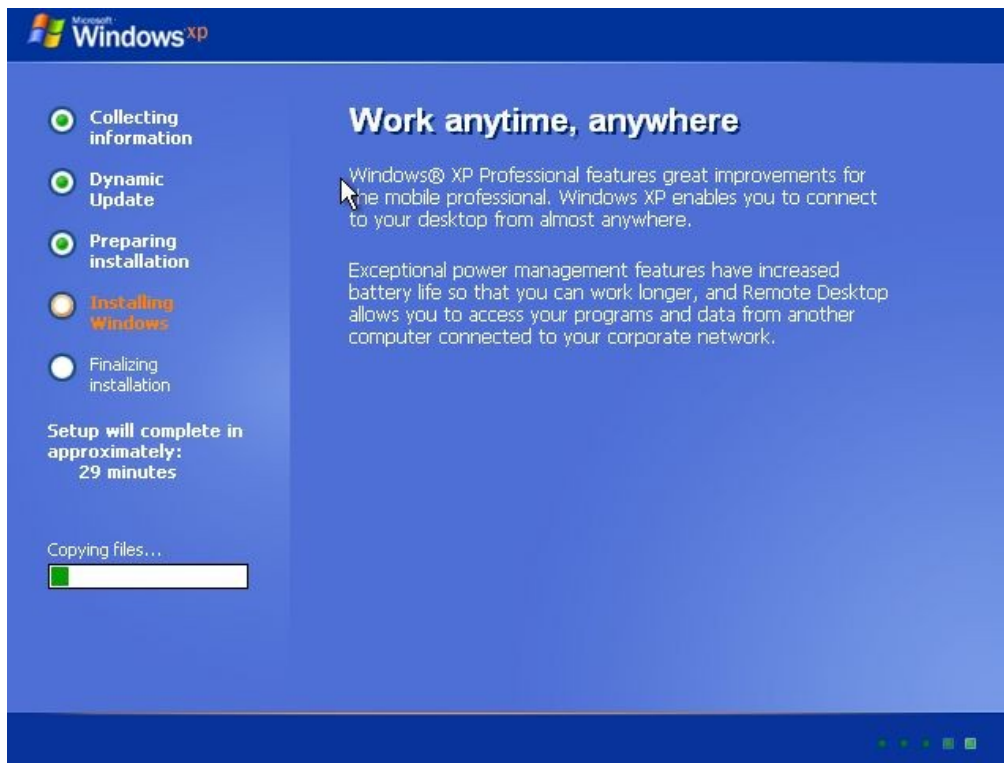 Microsoft
Windows xp
Collecting
information
Dynamic
Update
Preparing
installation
Installing
Windows
Finalizing
installation
Setup will complete in
approximately:
29 minutes
Copying files...
Work anytime, anywhere
Windows® XP Professional features great improvements for
the mobile professional. Windows XP enables you to connect
to your desktop from almost anywhere.
Exceptional power management features have increased
battery life so that you can work longer, and Remote Desktop
allows you to access your programs and data from another
computer connected to your corporate network.